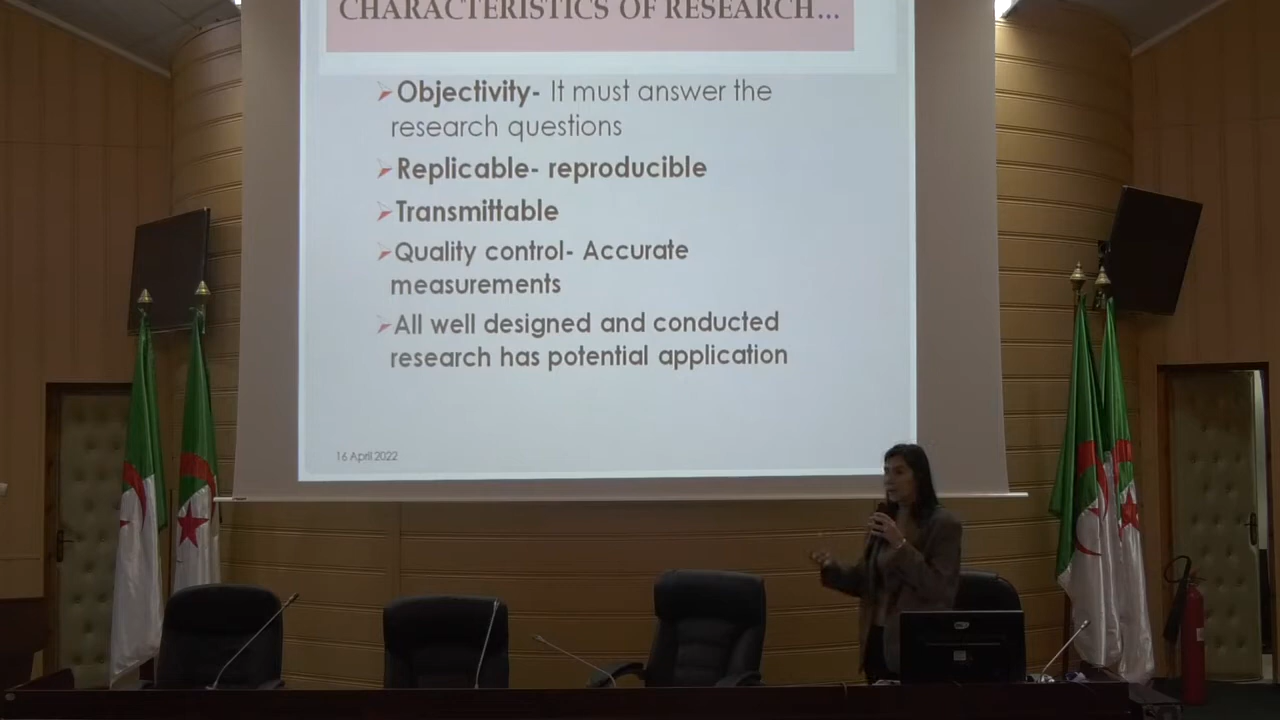 CHARACTERISTICS OF RESEARCH...
Objectivity- It must answer the
research questions
Replicable- reproducible
Transmittable
Quality control- Accurate
measurements
All well designed and conducted
research has potential application
16 April 2022